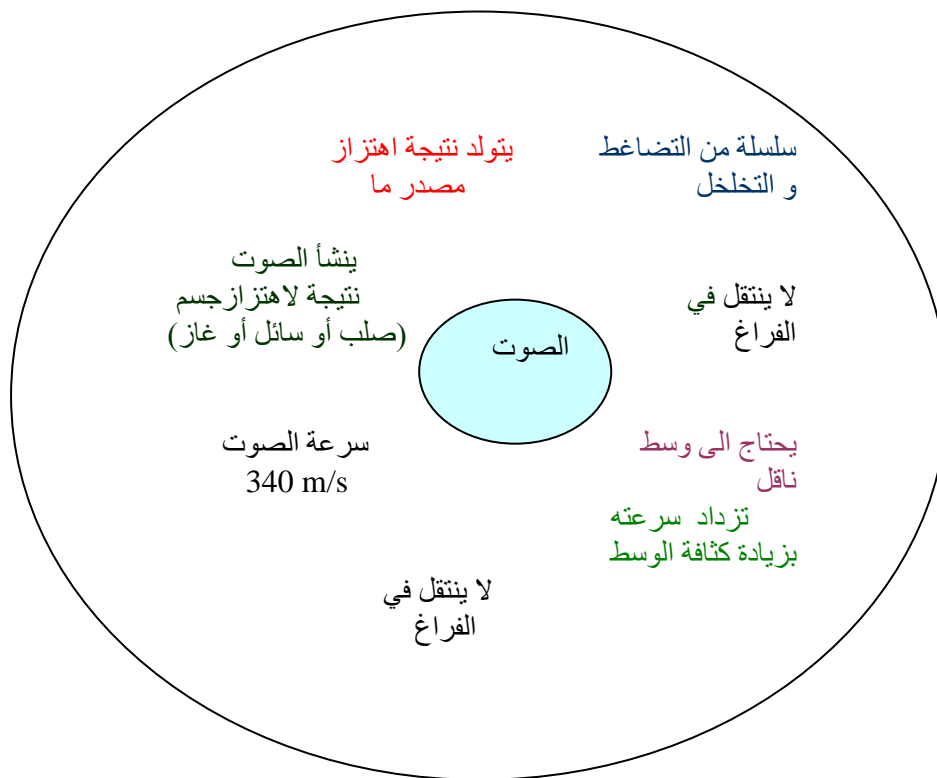 سلسلة من التضاغط
و التخلخل
يتولد نتيجة اهتزاز
مصدر ما
ينشأ الصوت
نتيجة لاهتزازجسم
(صلب أو سائل أو غاز)
لا ينتقل في
الفراغ
الصوت
يحتاج الى وسط
ناقل
تزداد سرعته
بزيادة كثافة الوسط
سرعة الصوت
340 m/s
لا ينتقل في
الفراغ